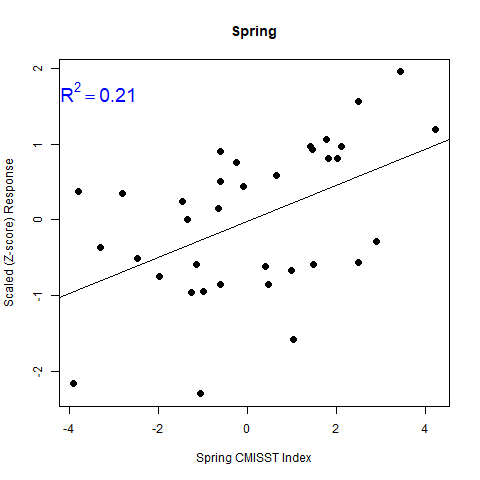 Spring
R² = 0.21
Scaled (Z-score) Response
2
1
0
-1
-2
-4 -2 0 2 4
Spring CMISST Index